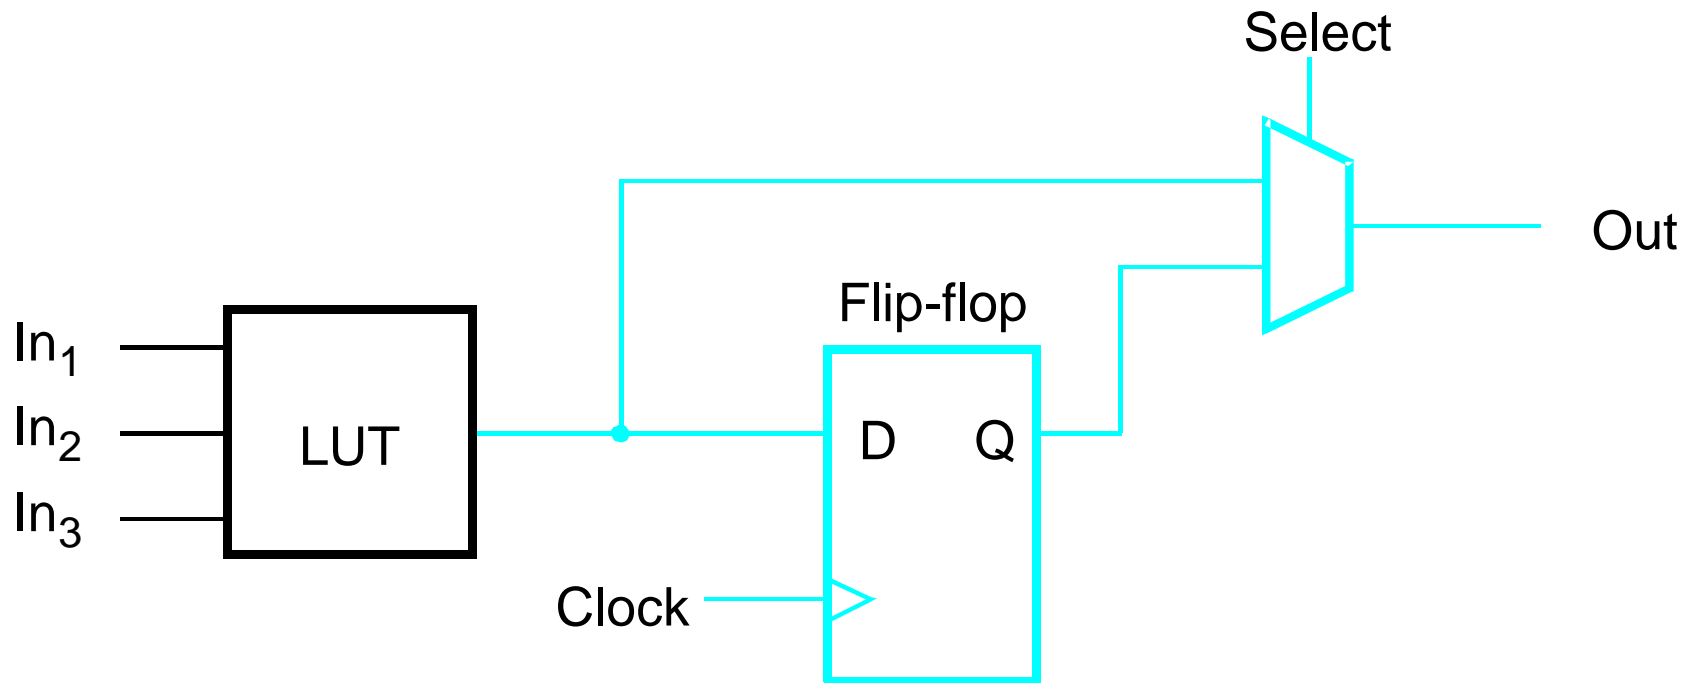 Select
Out
Flip-flop
In1
In2
In3
LUT
D
Q
Clock